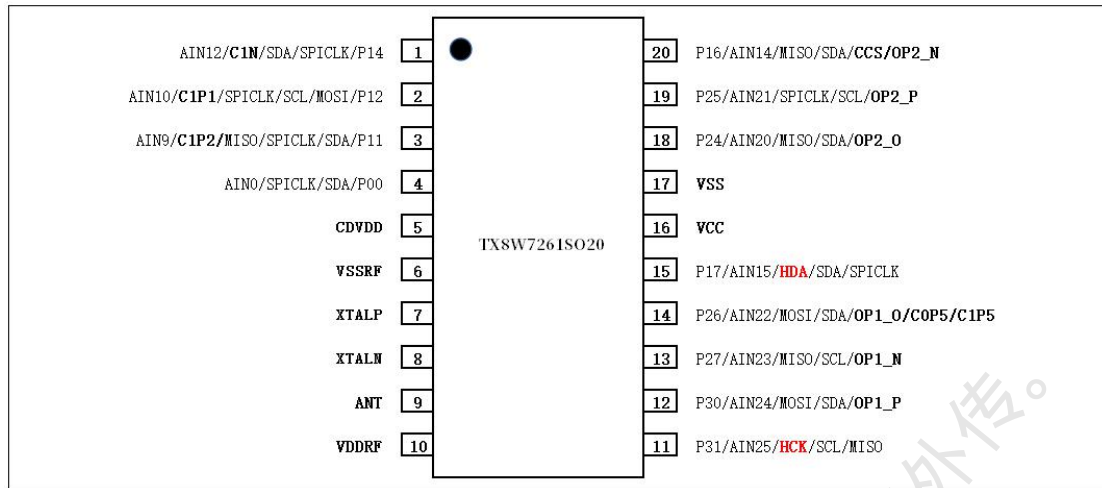 AIN12/C1N/SDA/SPICLK/P14 1
AIN10/C1P1/SPICLK/SCL/MOSI/P12 2
AIN9/C1P2/MISO/SPICLK/SDA/P11 3
AIN0/SPICLK/SDA/P00 4
CDVDD 5
VSSRF 6
XTALP 7
XTALN 8
ANT 9
VDDRF 10
TX8W7261SO20
20 P16/AIN14/MISO/SDA/CCS/OP2_N
19 P25/AIN21/SPICLK/SCL/OP2_P
18 P24/AIN20/MISO/SDA/OP2_O
17 VSS
16 VCC
15 P17/AIN15/HDA/SDA/SPICLK
14 P26/AIN22/MOSI/SDA/OP1_O/C0P5/C1P5
13 P27/AIN23/MISO/SCL/OP1_N
12 P30/AIN24/MOSI/SDA/OP1_P
11 P31/AIN25/HCK/SCL/MISO
外传。